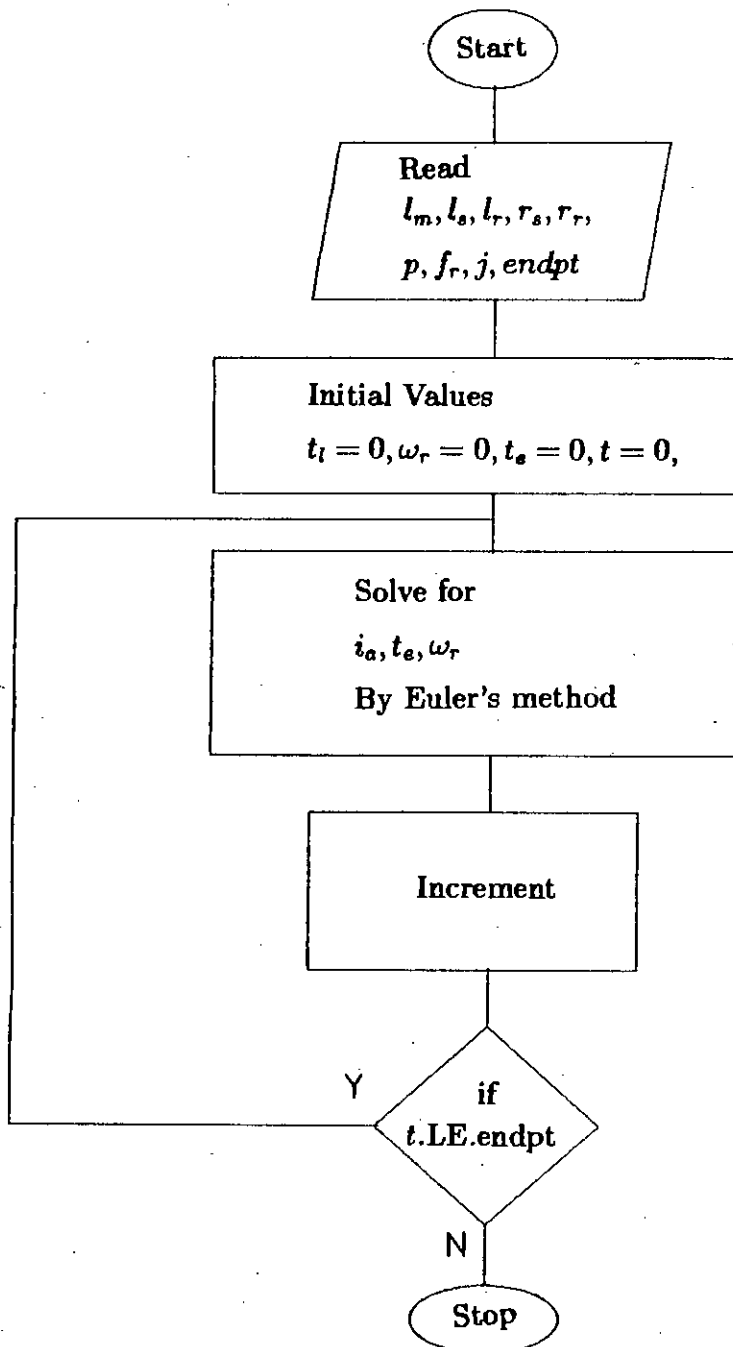 Start
Read
l_m, l_s, l_r, r_s, r_r,
p, f_r, j, endpt
Initial Values
t_l = 0, ω_r = 0, t_e = 0, t = 0,
Solve for
i_a, t_e, ω_r
By Euler's method
Increment
Y
if
t.LE.endpt
N
Stop